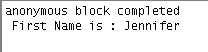 anonymous block completed
First Name is : Jennifer